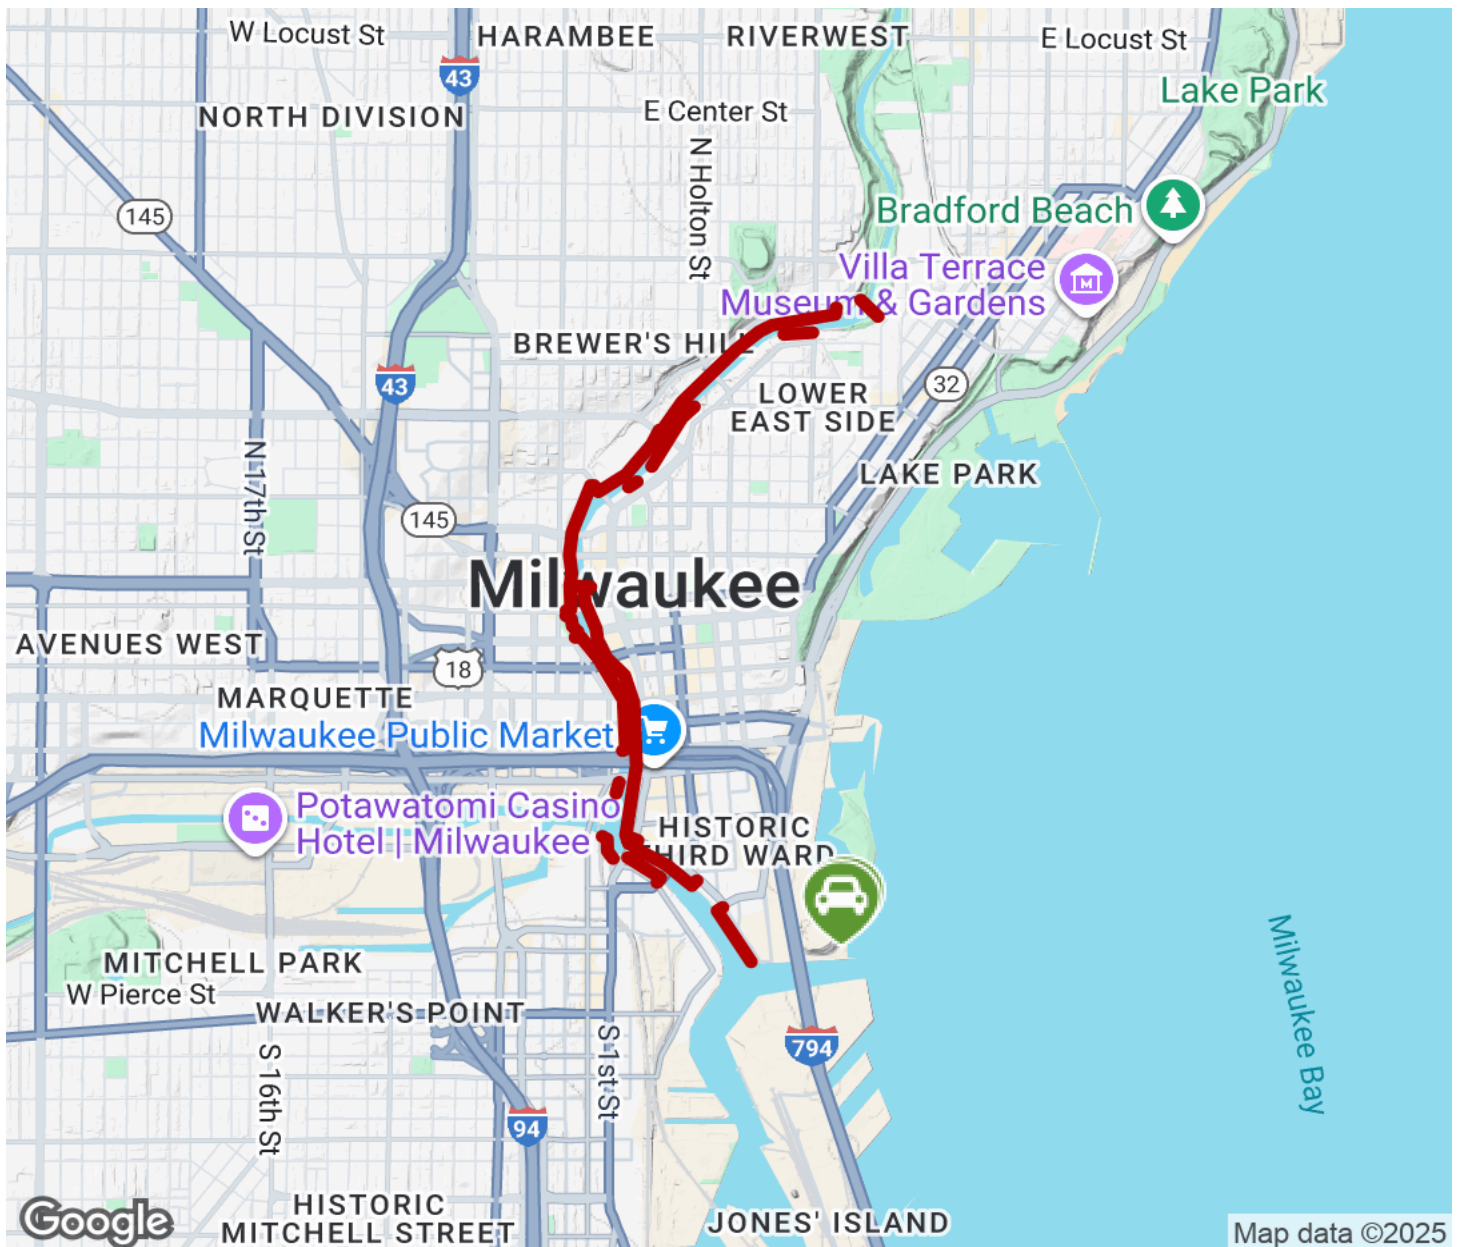 W Locust St
HARAMBEE
RIVERWEST
E Locust St
43
Lake Park
NORTH DIVISION
E Center St
N Holton St
145
Bradford Beach
Villa Terrace
Museum & Gardens
M
BREWER'S HILL
43
32
LOWER
EAST SIDE
N 17th St
LAKE PARK
145
Milwaukee
AVENUES WEST
18
MARQUETTE
Milwaukee Public Market
Potawatomi Casino
Hotel | Milwaukee
HISTORIC
THIRD WARD
Milwaukee Bay
MITCHELL PARK
W Pierce St
WALKER'S POINT
S 1st St
794
S 16th St
94
HISTORIC
MITCHELL STREET
JONES' ISLAND
Google
Map data ©2025